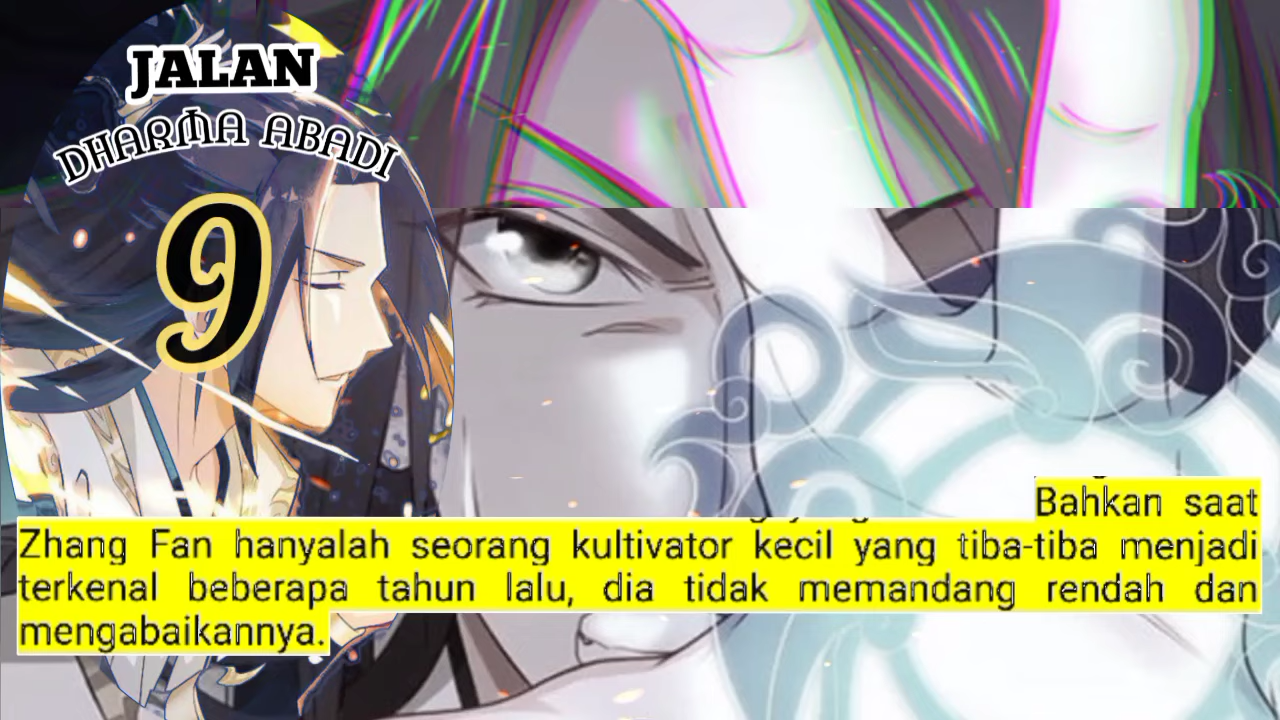 JALAN
DHARMA ABADI
9
Bahkan saat
Zhang Fan hanyalah seorang kultivator kecil yang tiba-tiba menjadi
terkenal beberapa tahun lalu, dia tidak memandang rendah dan
mengabaikannya.